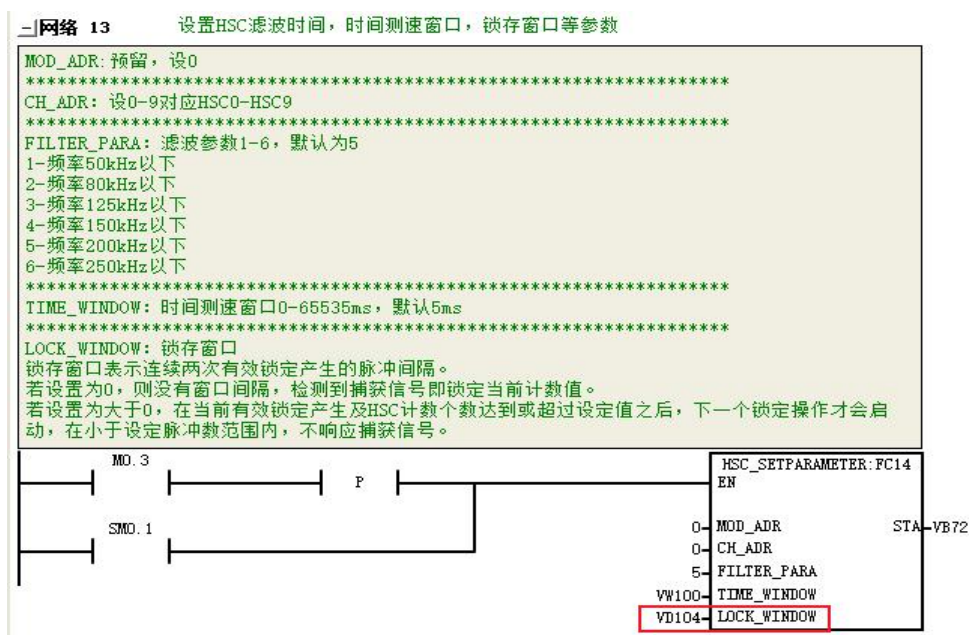 网络 13 设置HSC滤波时间，时间测速窗口，锁存窗口等参数
MOD_ADR:预留，设0
********************************************************************
CH_ADR: 设0-9对应HSC0-HSC9
********************************************************************
FILTER_PARA: 滤波参数1-6，默认为5
1-频率50kHz以下
2-频率80kHz以下
3-频率125kHz以下
4-频率150kHz以下
5-频率200kHz以下
6-频率250kHz以下
********************************************************************
TIME_WINDOW: 时间测速窗口0-65535ms，默认5ms
********************************************************************
LOCK_WINDOW: 锁存窗口
锁存窗口表示连续两次有效锁定产生的脉冲间隔。
若设置为0，则没有窗口间隔，检测到捕获信号即锁定当前计数值。
若设置为大于0，在当前有效锁定产生及HSC计数个数达到或超过设定值之后，下一个锁定操作才会启
动，在小于设定脉冲数范围内，不响应捕获信号。
M0.3
P
HSC_SETPARAMETER:FC14
EN
SM0.1
0 MOD_ADR STA VB72
0 CH_ADR
5 FILTER_PARA
VW100 TIME_WINDOW
VD104 LOCK_WINDOW